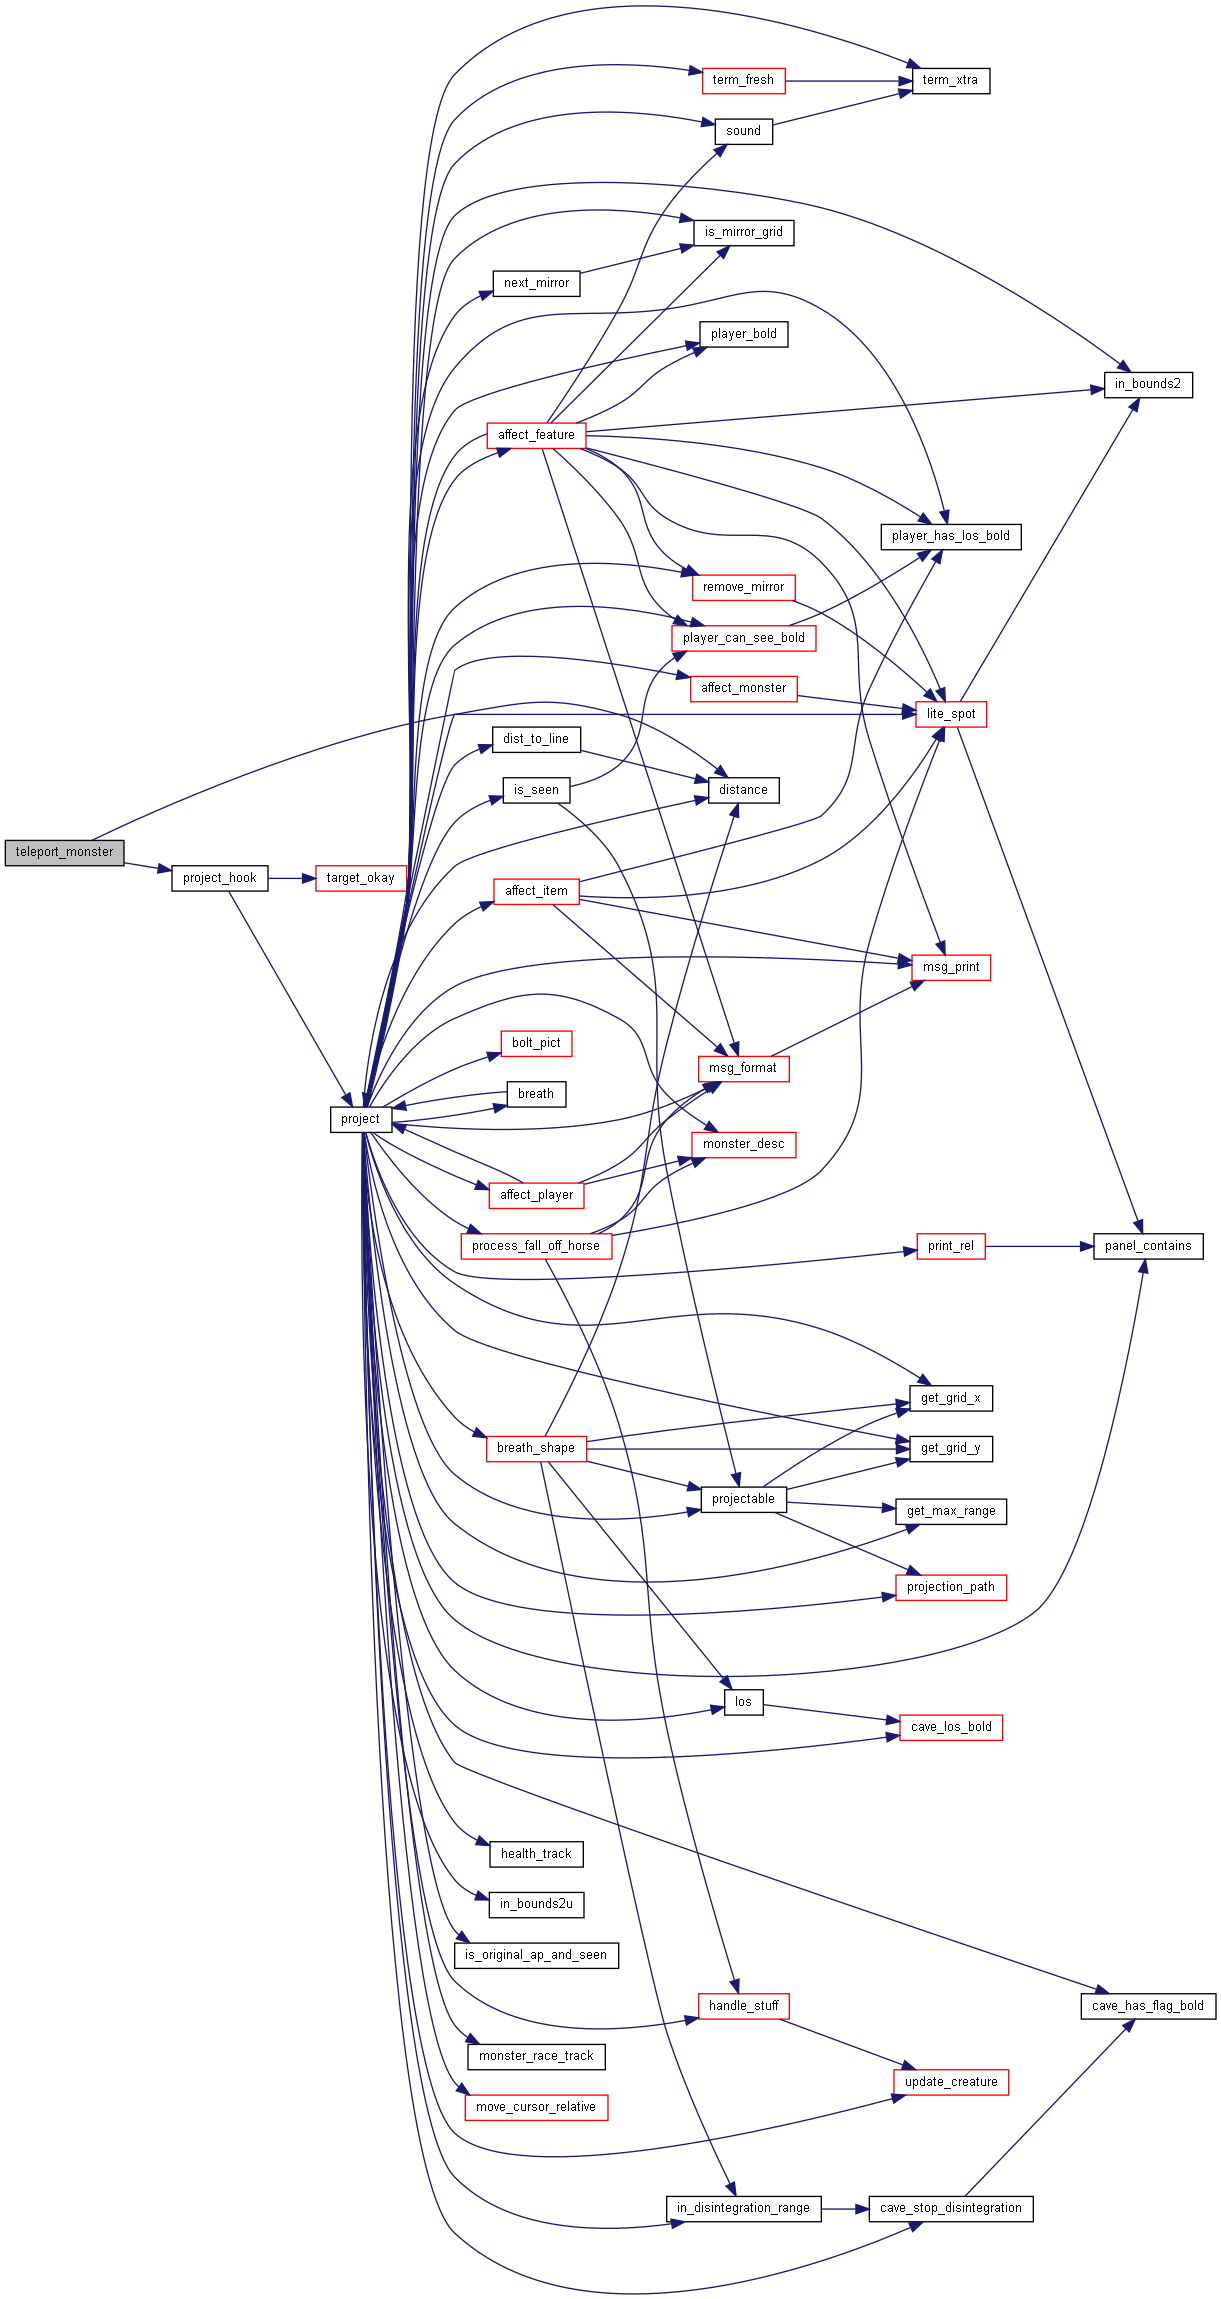 term_fresh
term_xtra
sound
is_mirror_grid
next_mirror
player_bold
in_bounds2
affect_feature
player_has_los_bold
remove_mirror
player_can_see_bold
affect_monster
lite_spot
dist_to_line
is_seen
distance
teleport_monster
project_hook
target_okay
affect_item
msg_print
bolt_pict
msg_format
breath
project
monster_desc
affect_player
process_fall_off_horse
print_rel
panel_contains
get_grid_x
breath_shape
get_grid_y
projectable
get_max_range
projection_path
los
cave_los_bold
health_track
in_bounds2u
is_original_ap_and_seen
handle_stuff
cave_has_flag_bold
monster_race_track
update_creature
move_cursor_relative
in_disintegration_range
cave_stop_disintegration